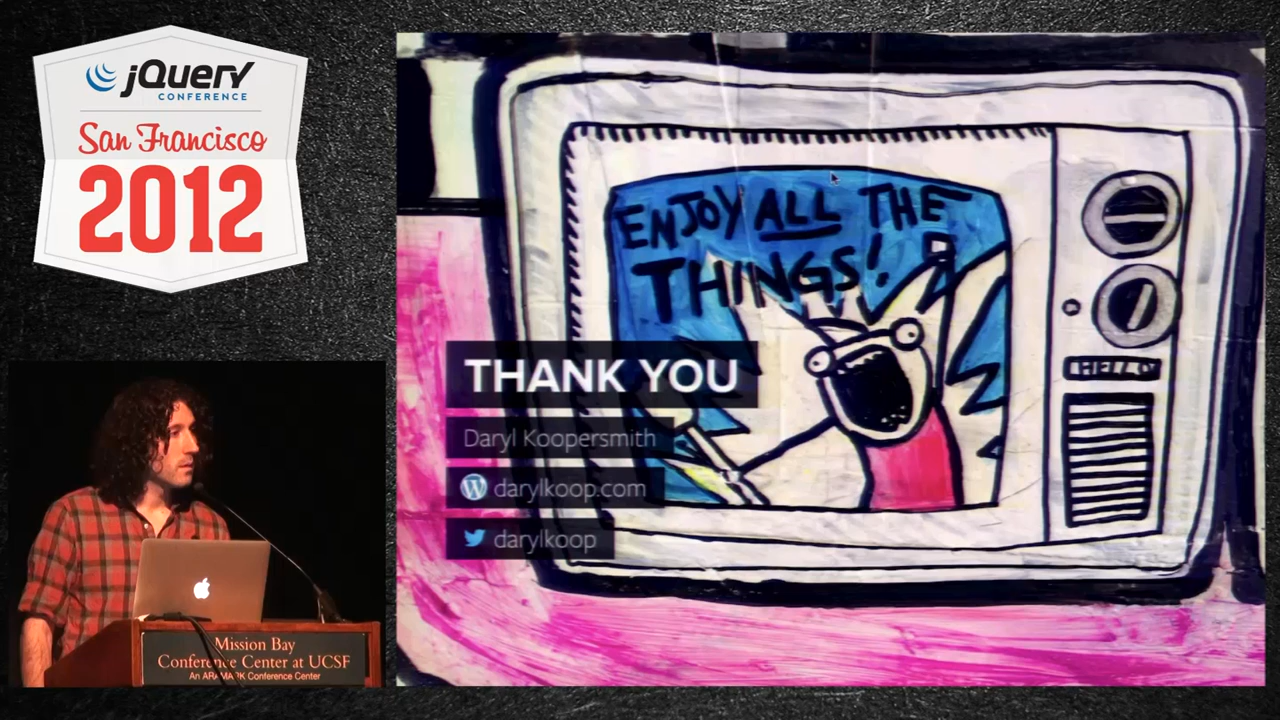 jQuery
CONFERENCE
San Francisco
2012
ENJOY ALL THE
THINGS!
HELLO
THANK YOU
Daryl Koopersmith
darylkoop.com
darylkoop
Mission Bay
Conference Center at UCSF
An ARAMARK Conference Center